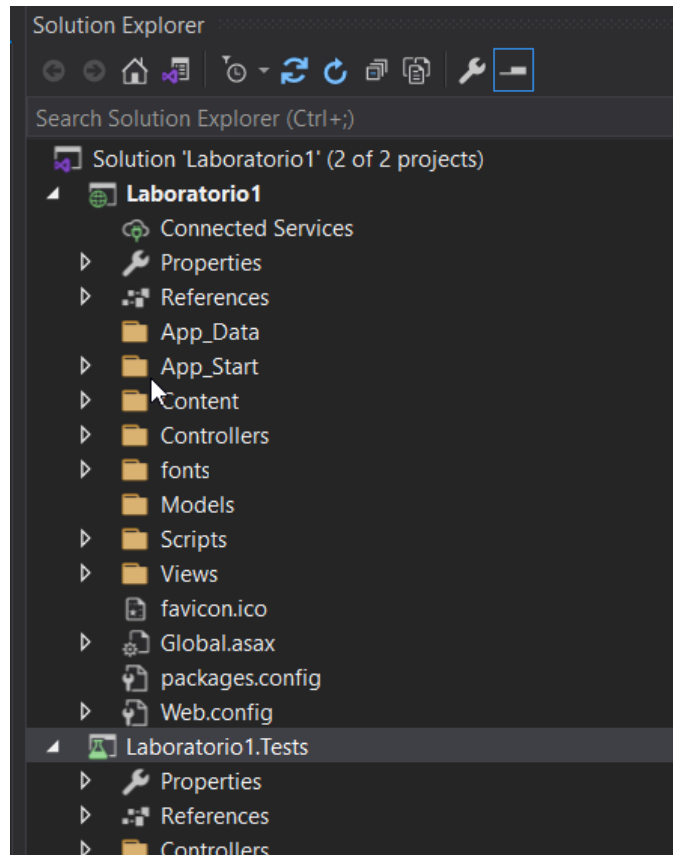 Solution Explorer
Search Solution Explorer (Ctrl+;)
Solution 'Laboratorio1' (2 of 2 projects)
Laboratorio1
Connected Services
Properties
References
App_Data
App_Start
Content
Controllers
fonts
Models
Scripts
Views
favicon.ico
Global.asax
packages.config
Web.config
Laboratorio1.Tests
Properties
References
Controllers